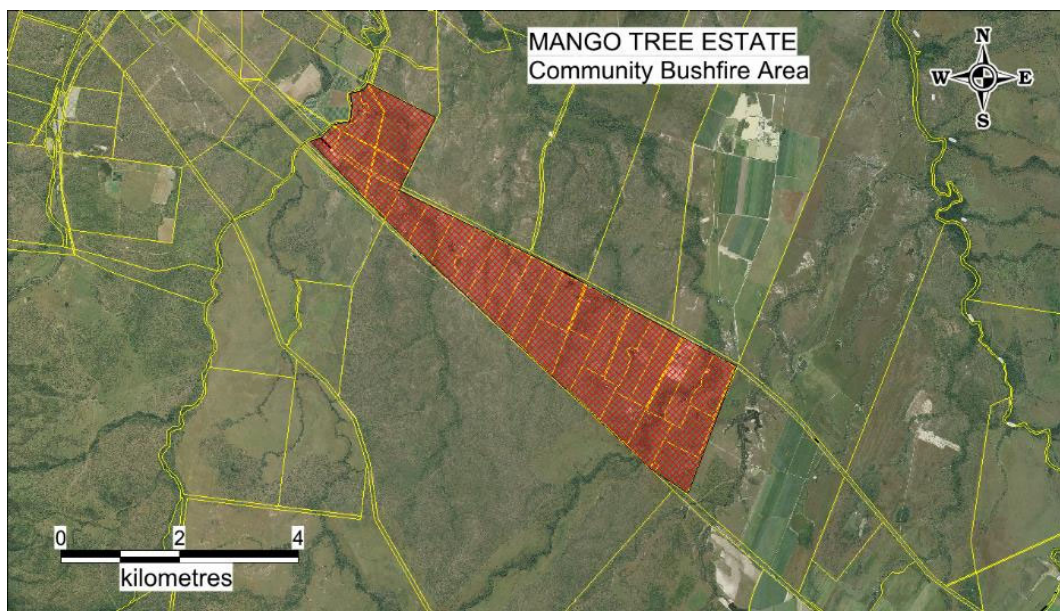 MANGO TREE ESTATE
Community Bushfire Area
N
W E
S
0 2 4
kilometres